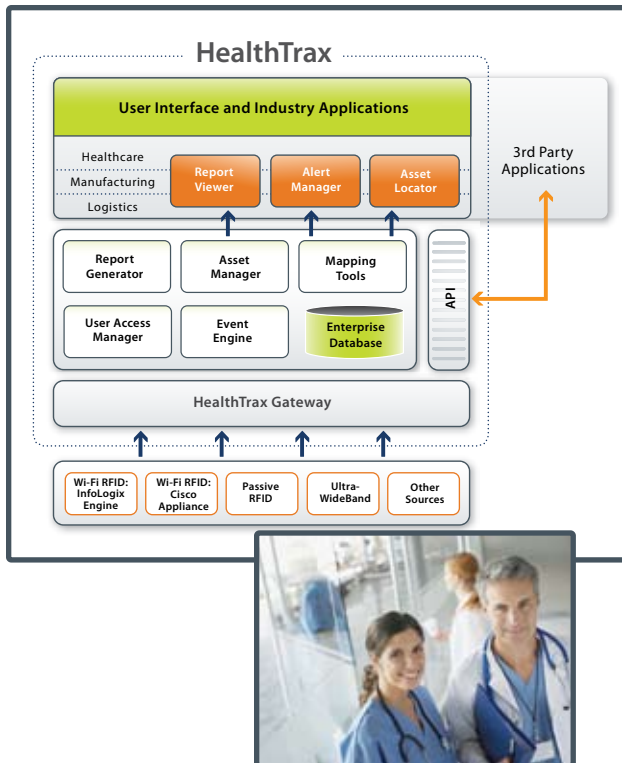 HealthTrax
User Interface and Industry Applications
Healthcare
Manufacturing
Logistics
Report
Viewer
Alert
Manager
Asset
Locator
3rd Party
Applications
Report
Generator
Asset
Manager
Mapping
Tools
User Access
Manager
Event
Engine
Enterprise
Database
API
HealthTrax Gateway
Wi-Fi RFID:
InfoLogix
Engine
Wi-Fi RFID:
Cisco
Appliance
Passive
RFID
Ultra-
WideBand
Other
Sources